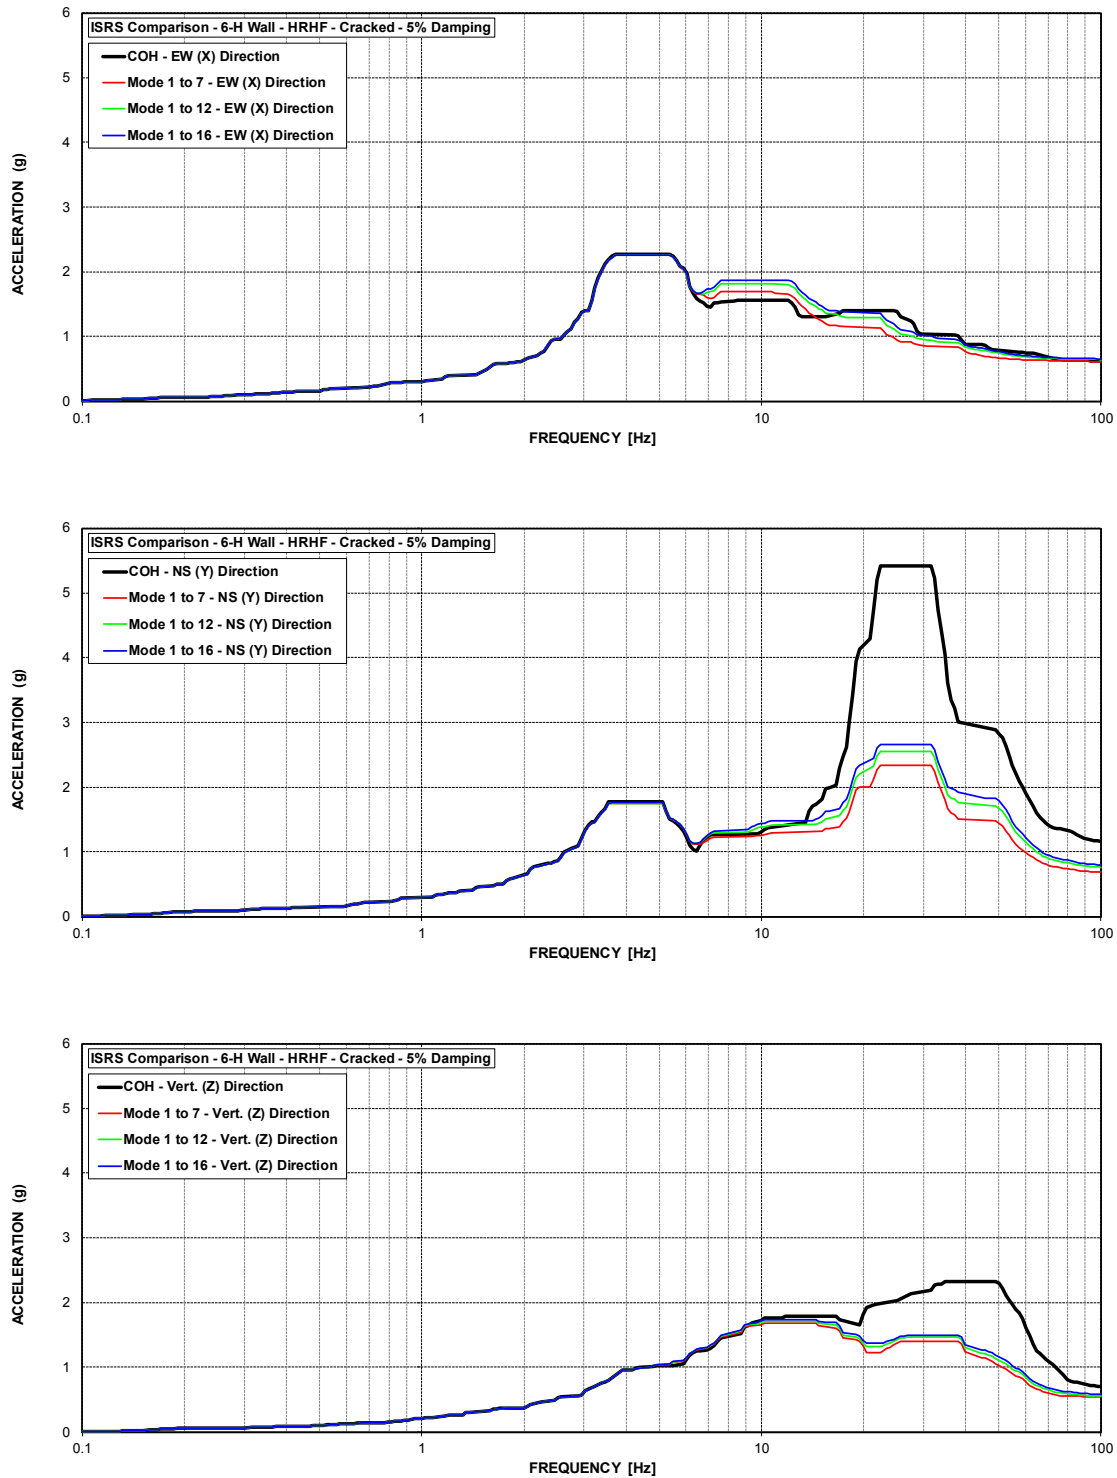 6
ISRS Comparison - 6-H Wall - HRHF - Cracked - 5% Damping
COH - EW (X) Direction
Mode 1 to 7 - EW (X) Direction
Mode 1 to 12 - EW (X) Direction
Mode 1 to 16 - EW (X) Direction
5
4
3
2
1
0
ACCELERATION (g)
0.1 1 10 100
FREQUENCY [Hz]
6
ISRS Comparison - 6-H Wall - HRHF - Cracked - 5% Damping
COH - NS (Y) Direction
Mode 1 to 7 - NS (Y) Direction
Mode 1 to 12 - NS (Y) Direction
Mode 1 to 16 - NS (Y) Direction
5
4
3
2
1
0
ACCELERATION (g)
0.1 1 10 100
FREQUENCY [Hz]
6
ISRS Comparison - 6-H Wall - HRHF - Cracked - 5% Damping
COH - Vert. (Z) Direction
Mode 1 to 7 - Vert. (Z) Direction
Mode 1 to 12 - Vert. (Z) Direction
Mode 1 to 16 - Vert. (Z) Direction
5
4
3
2
1
0
ACCELERATION (g)
0.1 1 10 100
FREQUENCY [Hz]